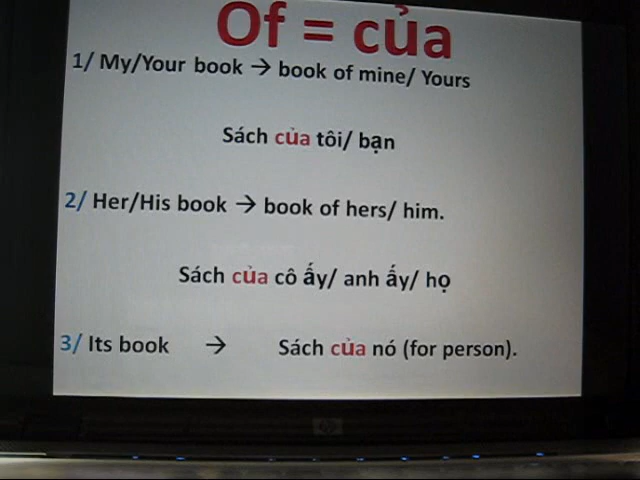 Of = của
1/ My/Your book → book of mine/ Yours
Sách của tôi/ bạn
2/ Her/His book → book of hers/ him.
Sách của cô ấy/ anh ấy/ họ
3/ Its book → Sách của nó (for person).
hp